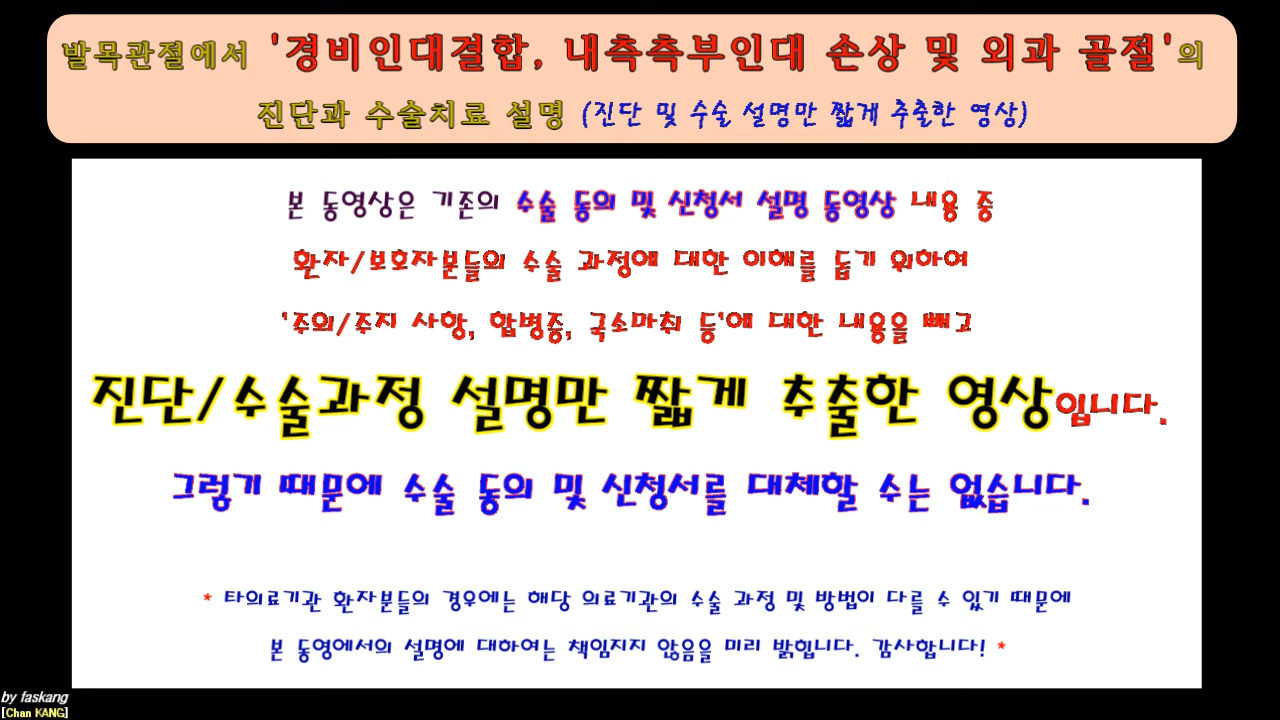 발목관절에서 '경비인대결합, 내측측부인대 손상 및 외과 골절'의
진단과 수술치료 설명 (진단 및 수술 설명만 짧게 추출한 영상)
본 동영상은 기존의 수술 동의 및 신청서 설명 동영상 내용 중
환자/보호자분들의 수술 과정에 대한 이해를 돕기 위하여
'주의/주지 사항, 합병증, 국소마취 등'에 대한 내용을 빼고
진단/수술과정 설명만 짧게 추출한 영상입니다.
그렇기 때문에 수술 동의 및 신청서를 대체할 수는 없습니다.
* 타의료기관 환자분들의 경우에는 해당 의료기관의 수술 과정 및 방법이 다를 수 있기 때문에
본 동영에서의 설명에 대하여는 책임지지 않음을 미리 밝힙니다. 감사합니다! *
by faskang
[Chan KANG]